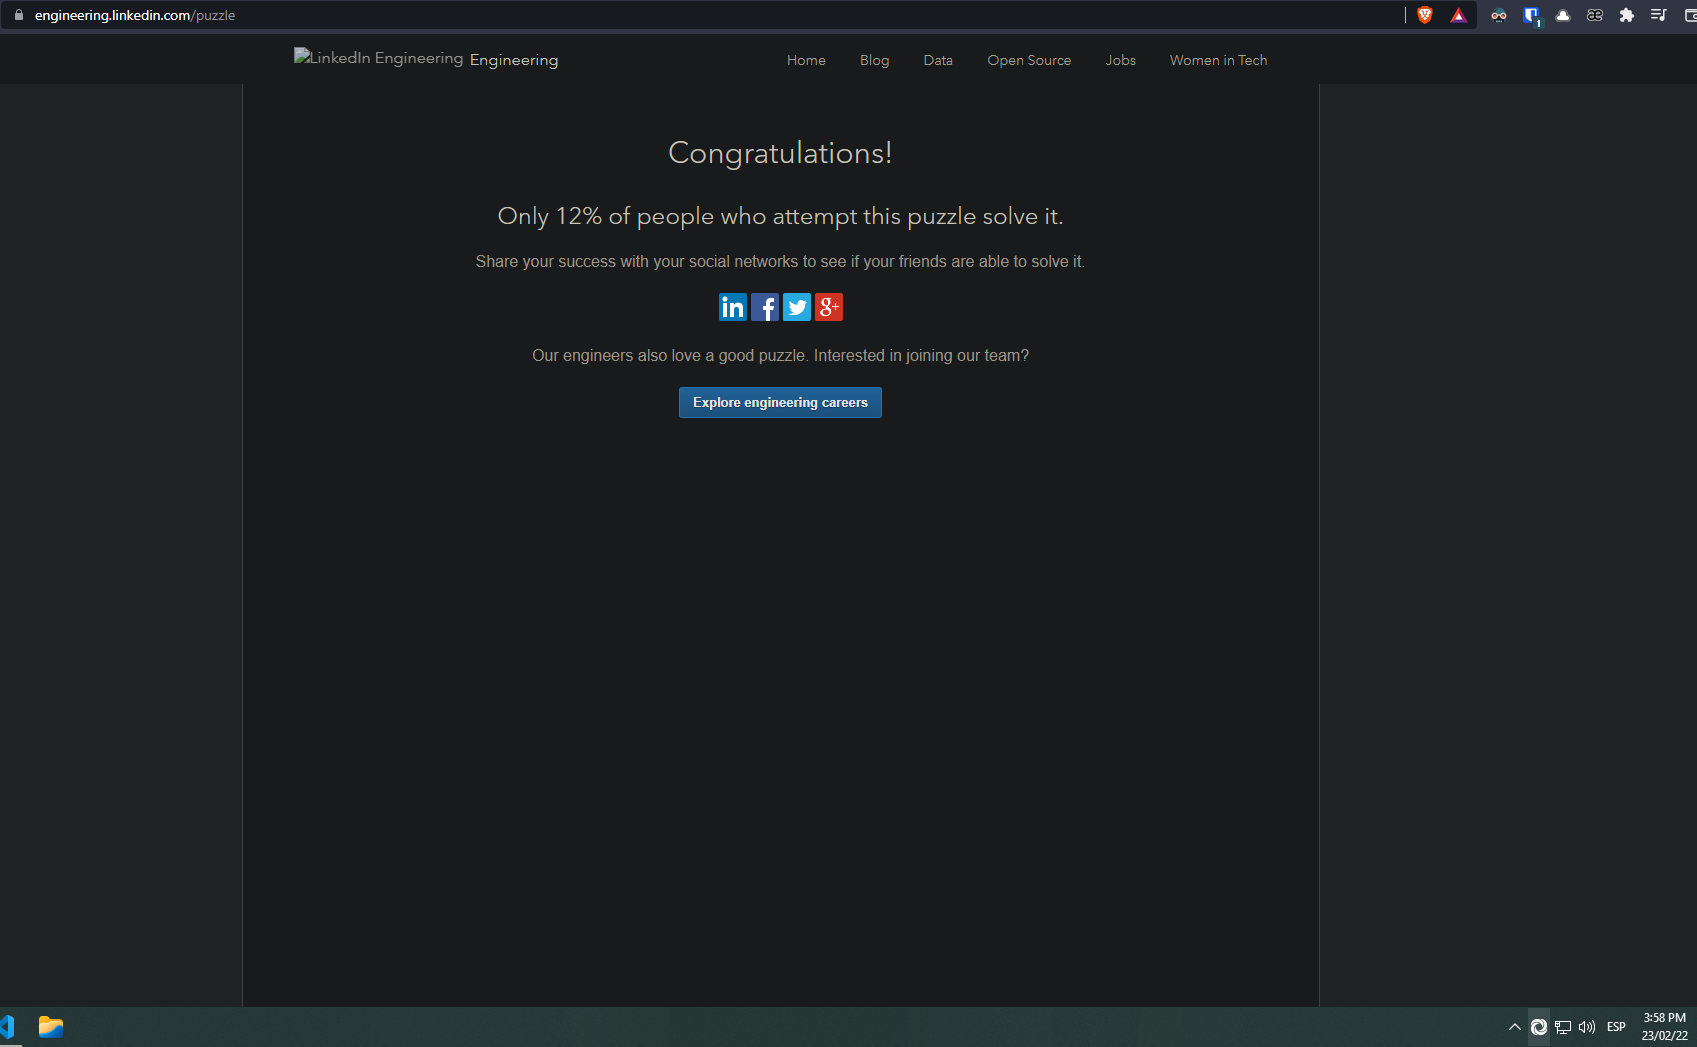 engineering.linkedin.com/puzzle
1
LinkedIn Engineering Engineering Home Blog Data Open Source Jobs Women in Tech
Congratulations!
Only 12% of people who attempt this puzzle solve it.
Share your success with your social networks to see if your friends are able to solve it.
in f g+
Our engineers also love a good puzzle. Interested in joining our team?
Explore engineering careers
ESP
3:58 PM
23/02/22